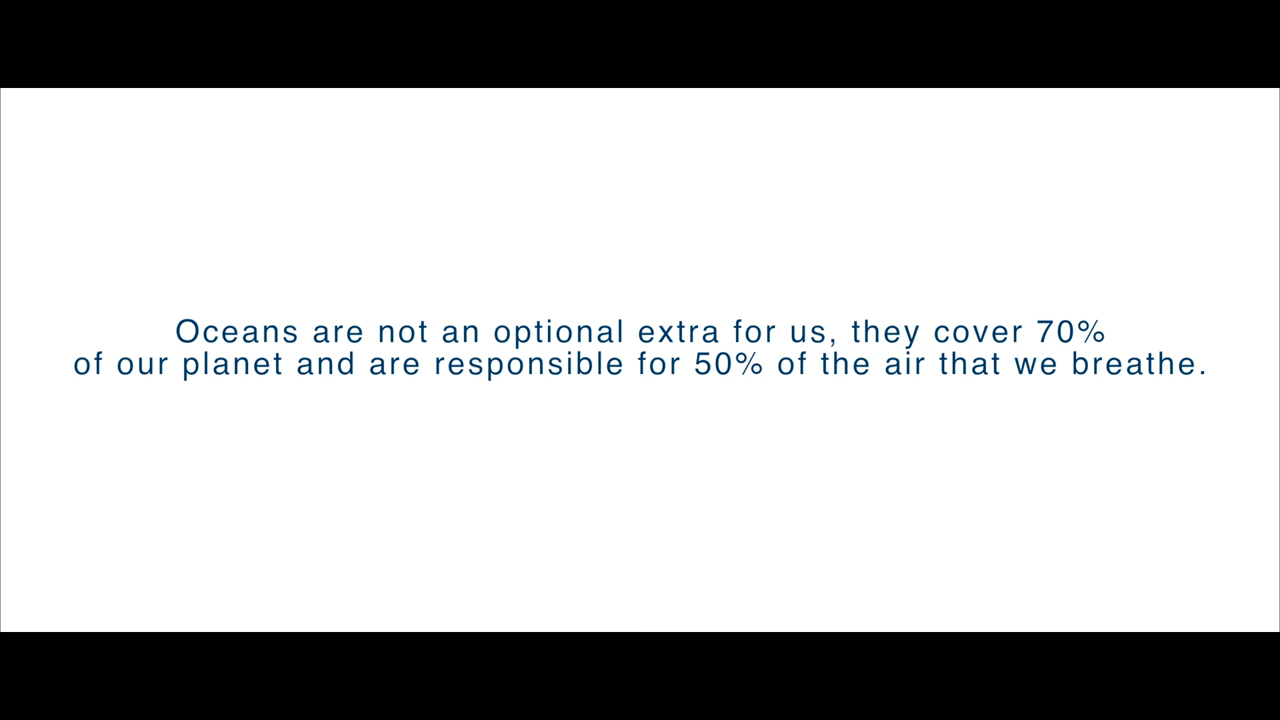 Oceans are not an optional extra for us, they cover 70%
of our planet and are responsible for 50% of the air that we breathe.